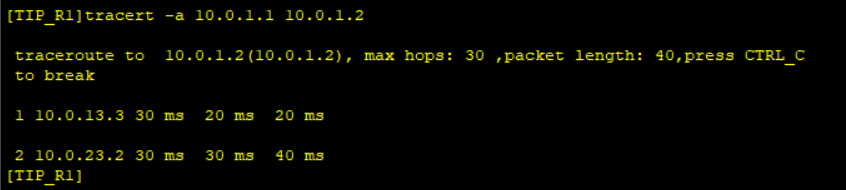 [TIP_R1]tracert -a 10.0.1.1 10.0.1.2
traceroute to  10.0.1.2(10.0.1.2), max hops: 30 ,packet length: 40,press CTRL_C
to break
1 10.0.13.3 30 ms  20 ms  20 ms
2 10.0.23.2 30 ms  30 ms  40 ms
[TIP_R1]